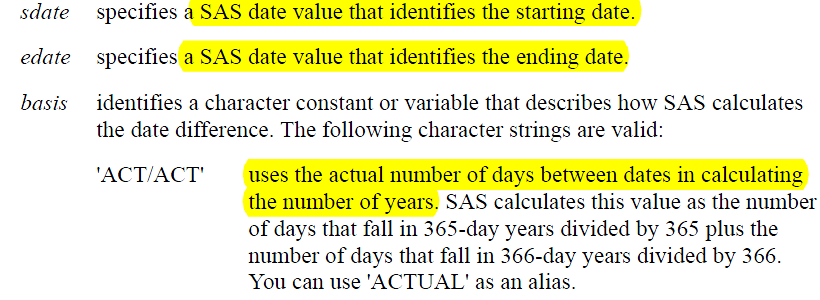 sdate specifies a SAS date value that identifies the starting date.
edate specifies a SAS date value that identifies the ending date.
basis identifies a character constant or variable that describes how SAS calculates
the date difference. The following character strings are valid:
'ACT/ACT' uses the actual number of days between dates in calculating
the number of years. SAS calculates this value as the number
of days that fall in 365-day years divided by 365 plus the
number of days that fall in 366-day years divided by 366.
You can use 'ACTUAL' as an alias.